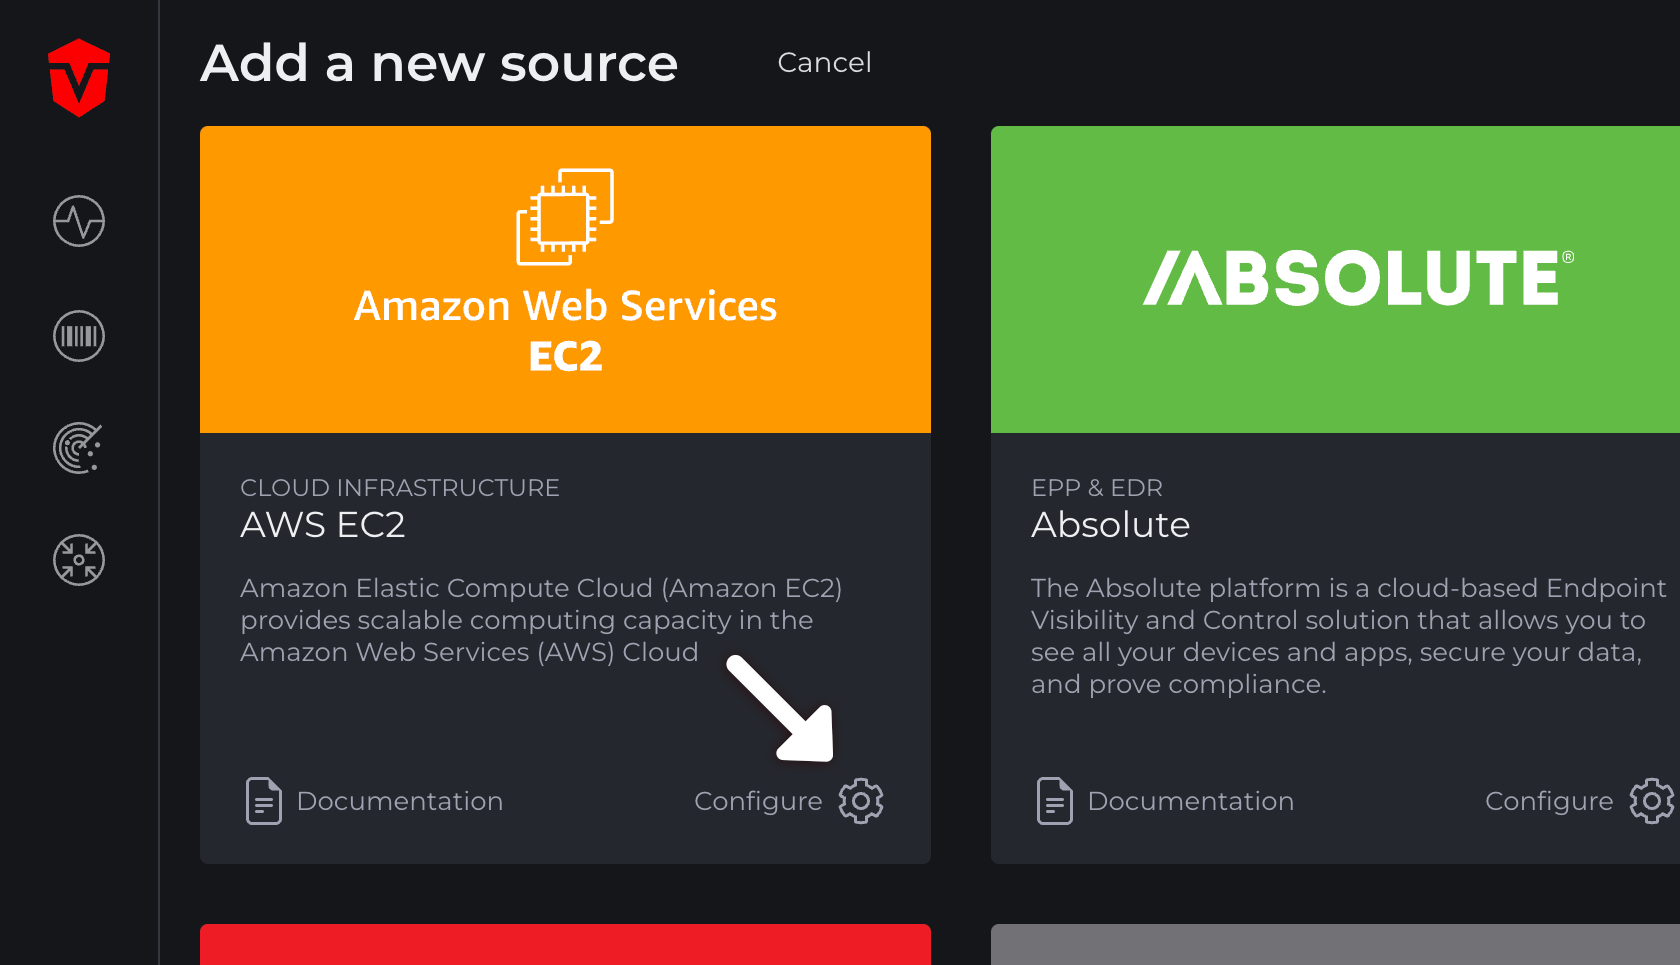 Add a new source
Cancel
Amazon Web Services
EC2
ABSOLUTE®
CLOUD INFRASTRUCTURE
AWS EC2
Amazon Elastic Compute Cloud (Amazon EC2)
provides scalable computing capacity in the
Amazon Web Services (AWS) Cloud
Documentation
Configure
EPP & EDR
Absolute
The Absolute platform is a cloud-based Endpoint
Visibility and Control solution that allows you to
see all your devices and apps, secure your data,
and prove compliance.
Documentation
Configure